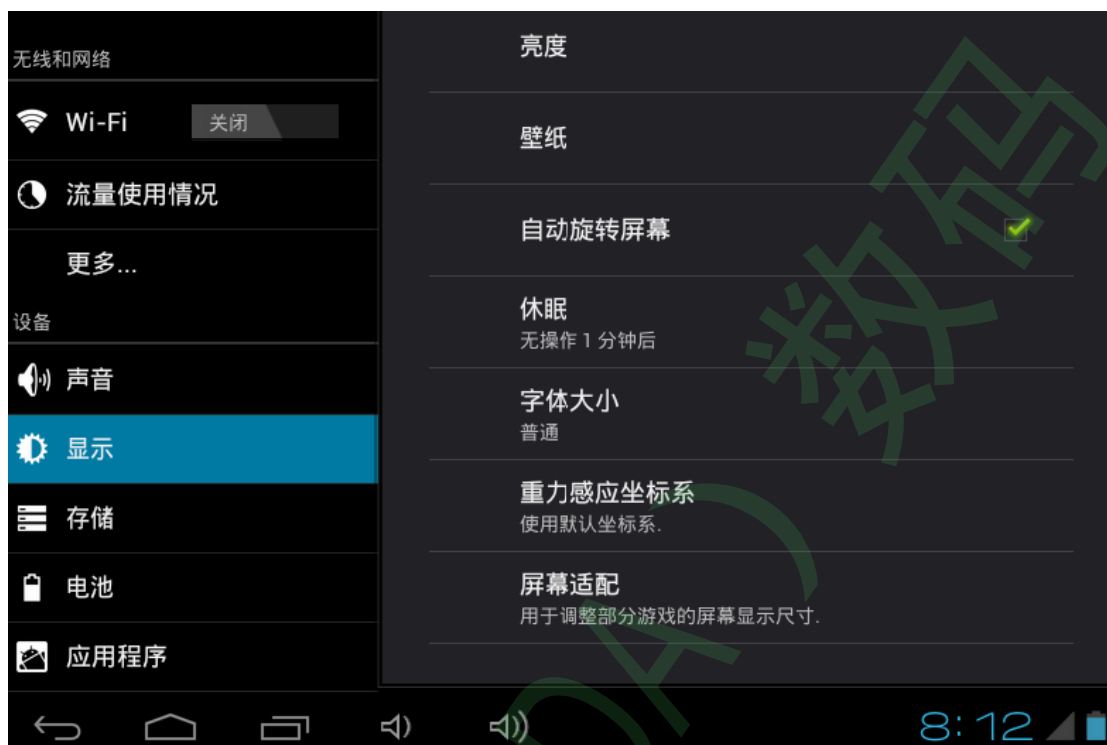 无线和网络
Wi-Fi
关闭
流量使用情况
更多...
设备
声音
显示
存储
电池
应用程序
亮度
壁纸
自动旋转屏幕
休眠
无操作 1 分钟后
字体大小
普通
重力感应坐标系
使用默认坐标系.
屏幕适配
用于调整部分游戏的屏幕显示尺寸.
8:12
DA）数码